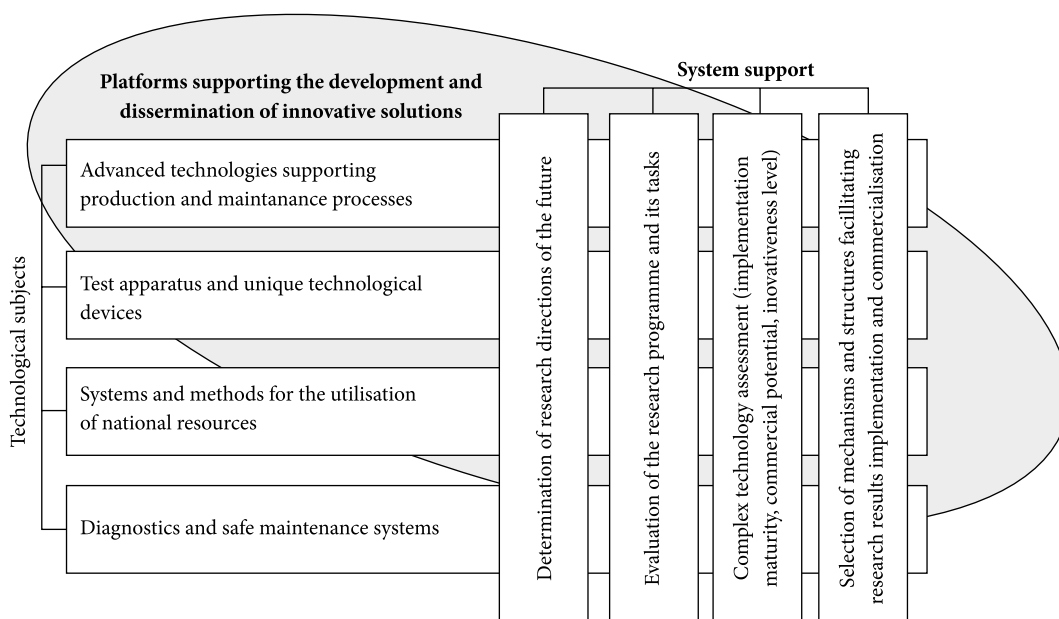 Platforms supporting the development and
dissermination of innovative solutions
System support
Technological subjects
Advanced technologies supporting
production and maintanance processes
Test apparatus and unique technological
devices
Systems and methods for the utilisation
of national resources
Diagnostics and safe maintenance systems
Determination of research directions of the future
Evaluation of the research programme and its tasks
Complex technology assessment (implementation
maturity, commercial potential, inovativeness level)
Selection of mechanisms and structures facillitating
research results implementation and commercialisation